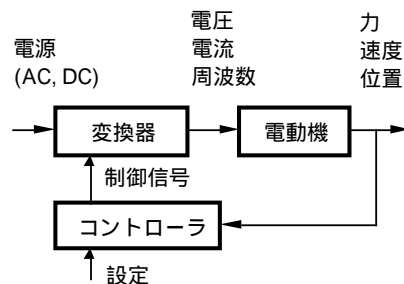 電源
(AC, DC)
電圧
電流
周波数
力
速度
位置
変換器
電動機
制御信号
コントローラ
設定